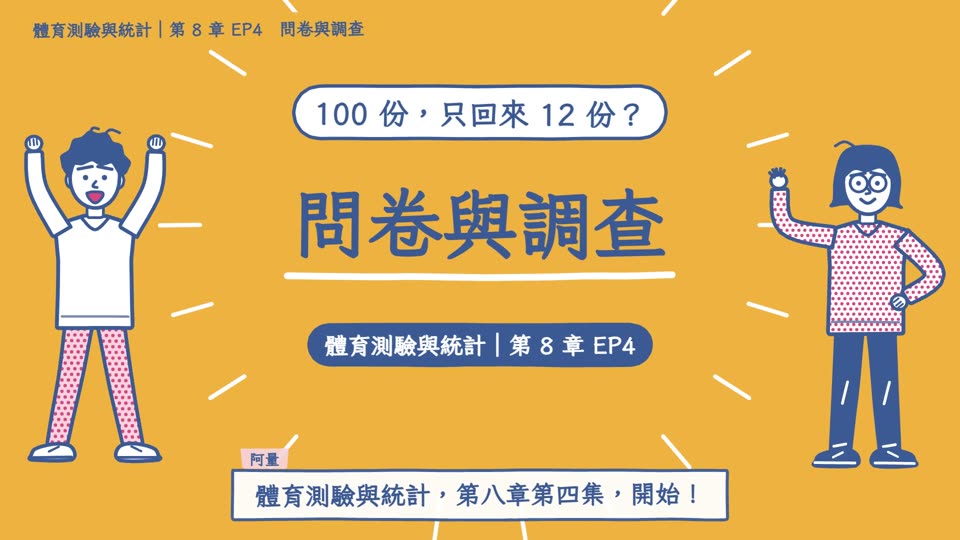 體育測驗與統計｜第 8 章 EP4　問卷與調查
100 份，只回來 12 份？
問卷與調查
體育測驗與統計｜第 8 章 EP4
阿量
體育測驗與統計，第八章第四集，開始！